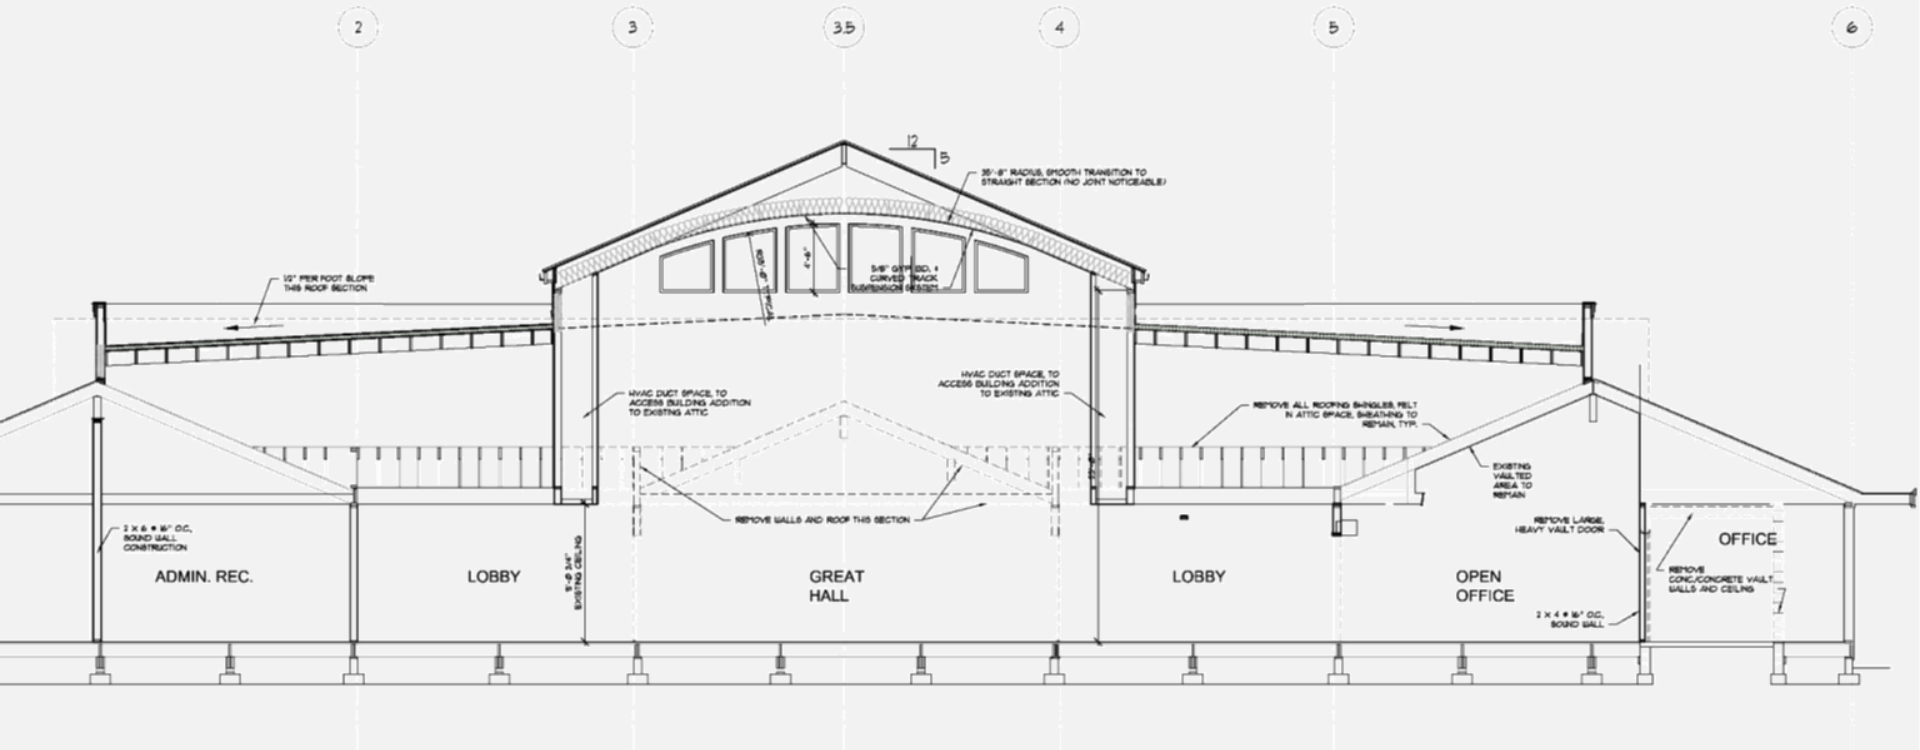 2 3 3.5 4 5 6
12
5
35'-8" RADIUS, SMOOTH TRANSITION TO
STRAIGHT SECTION (NO JOINT NOTICEABLE)
1/2" PER FOOT SLOPE
THIS ROOF SECTION
4'-6"
5/8" GYP. BD. &
CURVED TRACK
SUSPENSION SYSTEM
HVAC DUCT SPACE, TO
ACCESS BUILDING ADDITION
TO EXISTING ATTIC
HVAC DUCT SPACE, TO
ACCESS BUILDING ADDITION
TO EXISTING ATTIC
REMOVE ALL ROOFING SHINGLES, FELT
IN ATTIC SPACE, SHEATHING TO
REMAIN, TYP.
EXISTING
VAULTED
AREA TO
REMAIN
REMOVE WALLS AND ROOF THIS SECTION
2 X 6 @ 16" O.C.,
SOUND WALL
CONSTRUCTION
REMOVE LARGE,
HEAVY VAULT DOOR
OFFICE
REMOVE
CONC/CONCRETE VAULT
WALLS AND CEILING
EXISTING CEILING
ADMIN. REC.
LOBBY
GREAT
HALL
LOBBY
OPEN
OFFICE
2 X 4 @ 16" O.C.,
SOUND WALL